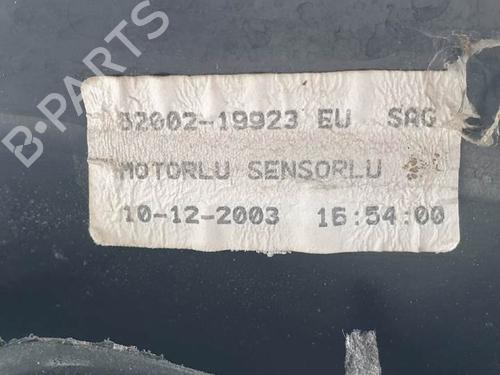 B-PARTS
82002-19923 EU SAG
MOTORLU SENSORLU
10-12-2003 16:54:00